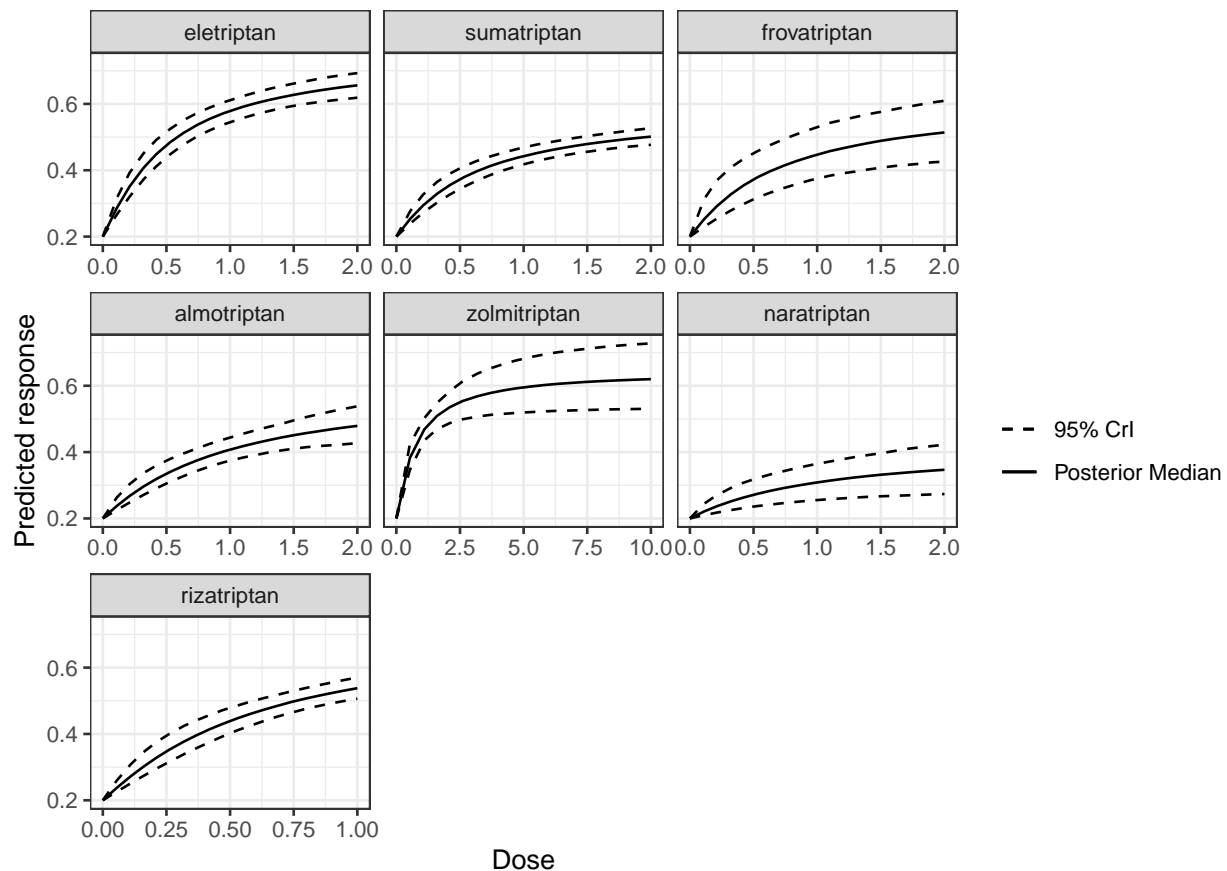 eletriptan sumatriptan frovatriptan
0.6
0.4
0.2
0.0 0.5 1.0 1.5 2.0 0.0 0.5 1.0 1.5 2.0 0.0 0.5 1.0 1.5 2.0
almotriptan zolmitriptan naratriptan
0.6
0.4
0.2
0.0 0.5 1.0 1.5 2.0 0.0 2.5 5.0 7.5 10.0 0.0 0.5 1.0 1.5 2.0
rizatriptan
0.6
0.4
0.2
0.00 0.25 0.50 0.75 1.00
Dose
Predicted response
95% CrI
Posterior Median